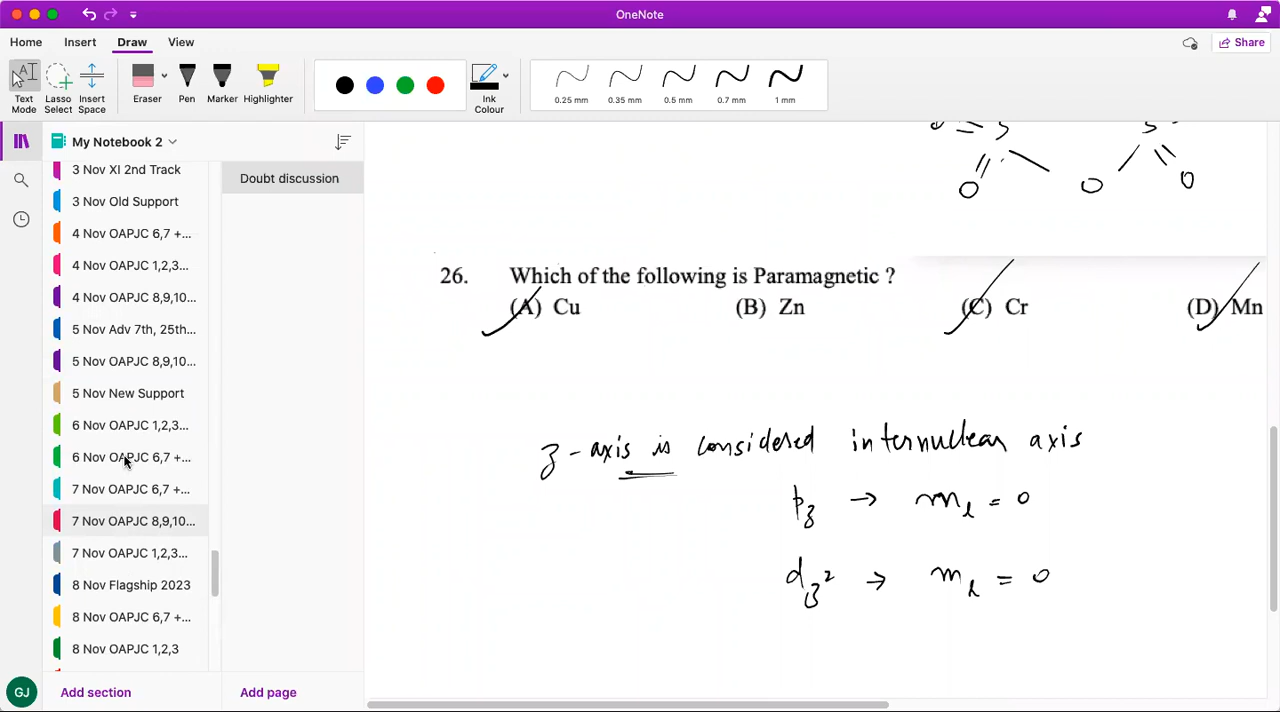 OneNote
Home Insert Draw View
Share
Text Mode
Lasso Select
Insert Space
Eraser
Pen
Marker
Highlighter
Ink Colour
0.25 mm 0.35 mm 0.5 mm 0.7 mm 1 mm
My Notebook 2
3 Nov XI 2nd Track
3 Nov Old Support
4 Nov OAPJC 6,7 +...
4 Nov OAPJC 1,2,3...
4 Nov OAPJC 8,9,10...
5 Nov Adv 7th, 25th...
5 Nov OAPJC 8,9,10...
5 Nov New Support
6 Nov OAPJC 1,2,3...
6 Nov OAPJC 6,7 +...
7 Nov OAPJC 6,7 +...
7 Nov OAPJC 8,9,10...
7 Nov OAPJC 1,2,3...
8 Nov Flagship 2023
8 Nov OAPJC 6,7 +...
8 Nov OAPJC 1,2,3
GJ
Add section
Doubt discussion
Add page
O = S S
O O O
26. Which of the following is Paramagnetic ?
(A) Cu (B) Zn (C) Cr (D) Mn
z-axis is considered internuclear axis
p_z → m_l = 0
d_z² → m_l = 0